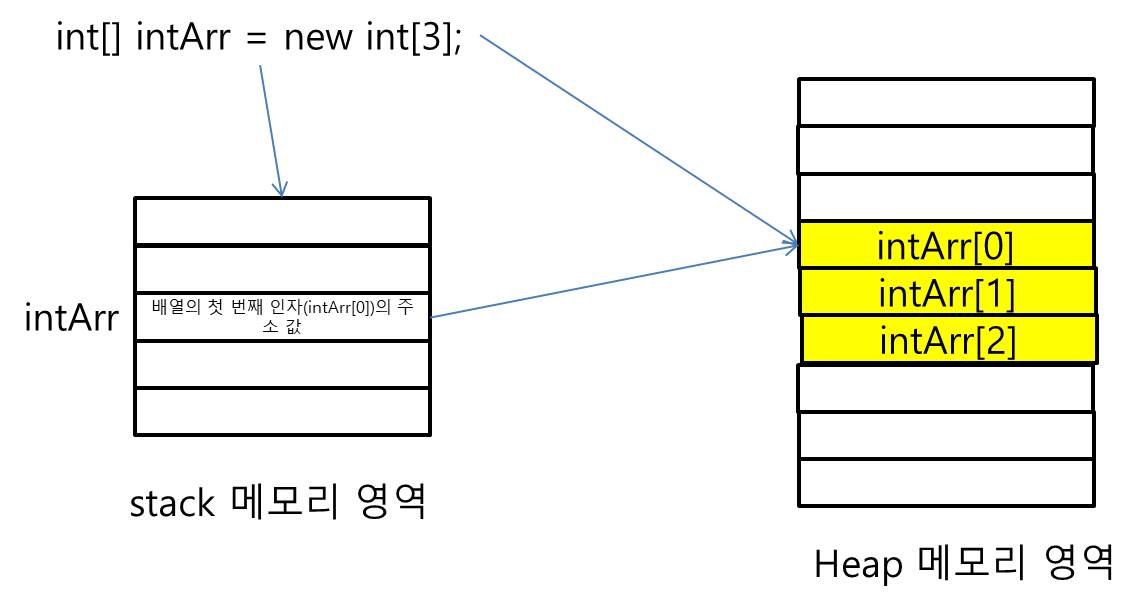 int[] intArr = new int[3];
intArr[0]
intArr[1]
intArr[2]
intArr
배열의 첫 번째 인자(intArr[0])의 주
소 값
stack 메모리 영역
Heap 메모리 영역